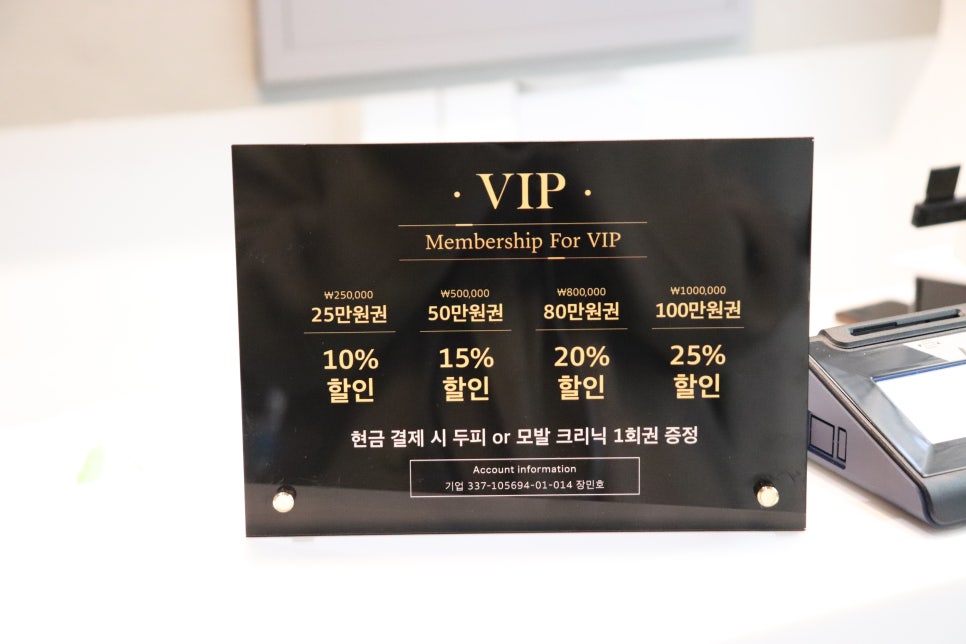 · VIP ·
Membership For VIP
₩250,000 ₩500,000 ₩800,000 ₩1000,000
25만원권 50만원권 80만원권 100만원권
10% 15% 20% 25%
할인 할인 할인 할인
현금 결제 시 두피 or 모발 크리닉 1회권 증정
Account information
기업 337-105694-01-014 장민호